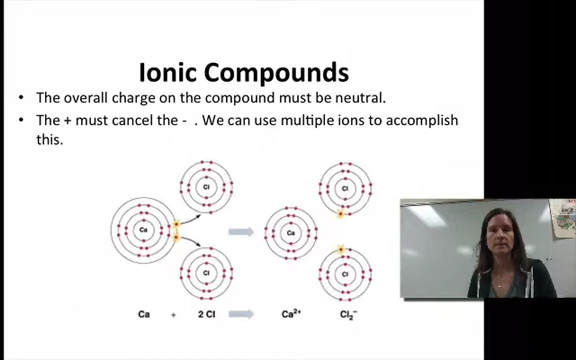 Ionic Compounds
• The overall charge on the compound must be neutral.
• The + must cancel the - . We can use multiple ions to accomplish
this.
Cl
Cl
Ca
Ca
Cl
Cl
Ca + 2 Cl Ca²⁺ Cl₂⁻